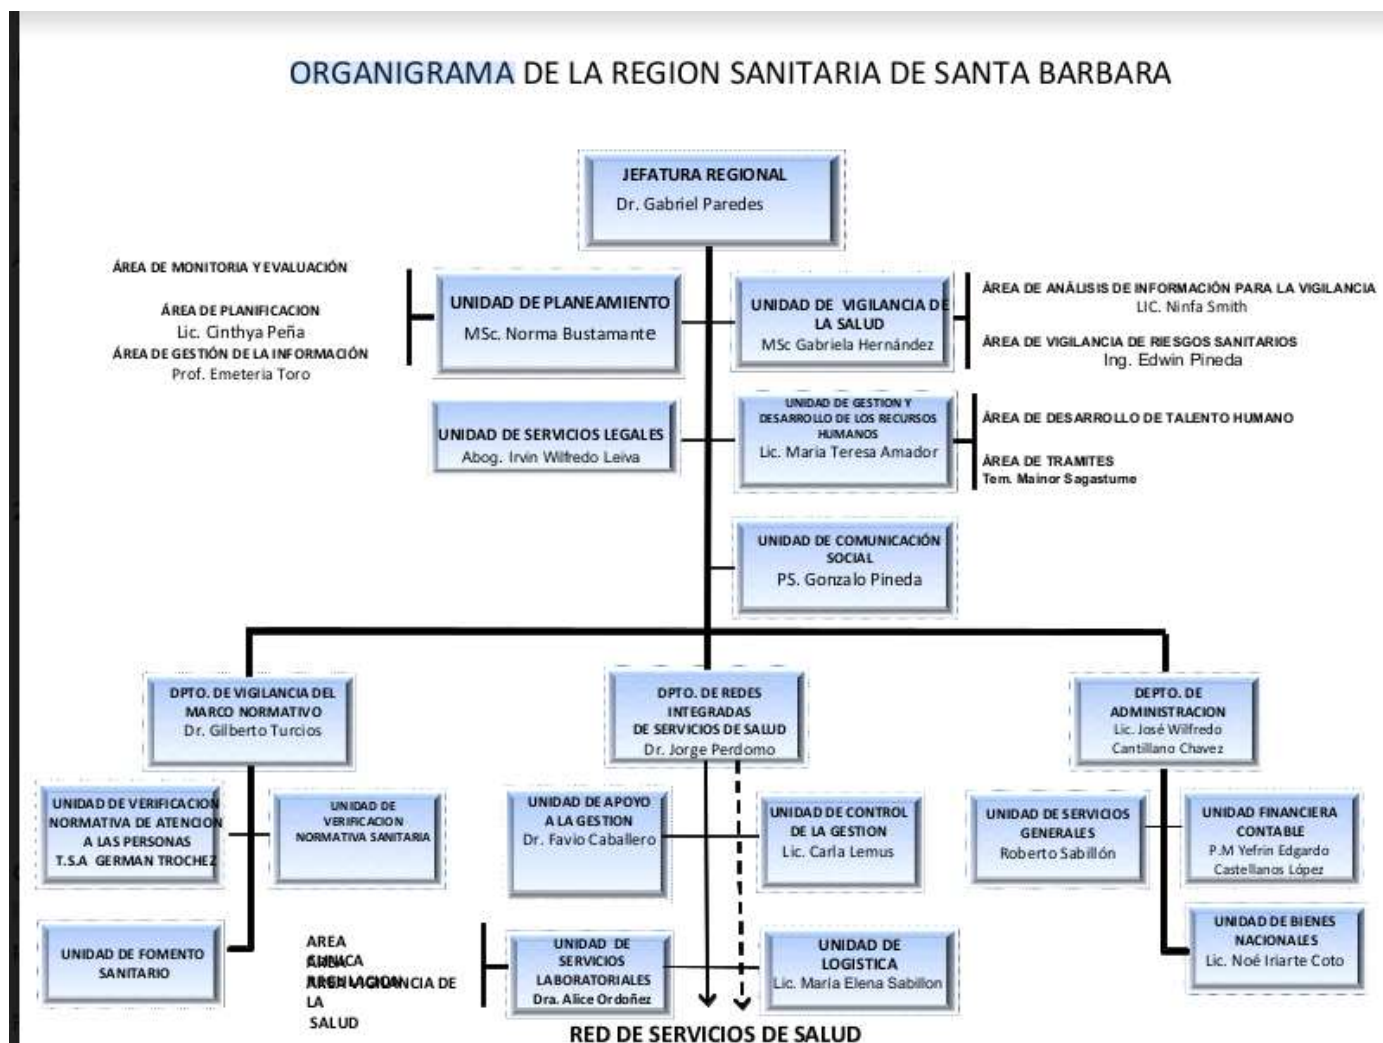 ORGANIGRAMA DE LA REGION SANITARIA DE SANTA BARBARA
JEFATURA REGIONAL
Dr. Gabriel Paredes
ÁREA DE MONITORIA Y EVALUACIÓN
ÁREA DE PLANIFICACION
Lic. Cinthya Peña
ÁREA DE GESTIÓN DE LA INFORMACIÓN
Prof. Emeteria Toro
UNIDAD DE PLANEAMIENTO
MSc. Norma Bustamante
UNIDAD DE VIGILANCIA DE
LA SALUD
MSc Gabriela Hernández
ÁREA DE ANÁLISIS DE INFORMACIÓN PARA LA VIGILANCIA
LIC. Ninfa Smith
ÁREA DE VIGILANCIA DE RIESGOS SANITARIOS
Ing. Edwin Pineda
UNIDAD DE SERVICIOS LEGALES
Abog. Irvin Wilfredo Leiva
UNIDAD DE GESTION Y
DESARROLLO DE LOS RECURSOS
HUMANOS
Lic. Maria Teresa Amador
ÁREA DE DESARROLLO DE TALENTO HUMANO
ÁREA DE TRAMITES
Tem. Mainor Sagastume
UNIDAD DE COMUNICACIÓN
SOCIAL
PS. Gonzalo Pineda
DPTO. DE VIGILANCIA DEL
MARCO NORMATIVO
Dr. Gilberto Turcios
DPTO. DE REDES
INTEGRADAS
DE SERVICIOS DE SALUD
Dr. Jorge Perdomo
DEPTO. DE
ADMINISTRACION
Lic. José Wilfredo
Cantillano Chavez
UNIDAD DE VERIFICACION
NORMATIVA DE ATENCION
A LAS PERSONAS
T.S.A GERMAN TROCHEZ
UNIDAD DE
VERIFICACION
NORMATIVA SANITARIA
UNIDAD DE APOYO
A LA GESTION
Dr. Favio Caballero
UNIDAD DE CONTROL
DE LA GESTION
Lic. Carla Lemus
UNIDAD DE SERVICIOS
GENERALES
Roberto Sabillón
UNIDAD FINANCIERA
CONTABLE
P.M Yefrin Edgardo
Castellanos López
UNIDAD DE FOMENTO
SANITARIO
AREA
CLINICA
VIGILANCIA DE
LA
SALUD
UNIDAD DE
SERVICIOS
LABORATORIALES
Dra. Alice Ordoñez
UNIDAD DE
LOGISTICA
Lic. María Elena Sabillon
UNIDAD DE BIENES
NACIONALES
Lic. Noé Iriarte Coto
RED DE SERVICIOS DE SALUD